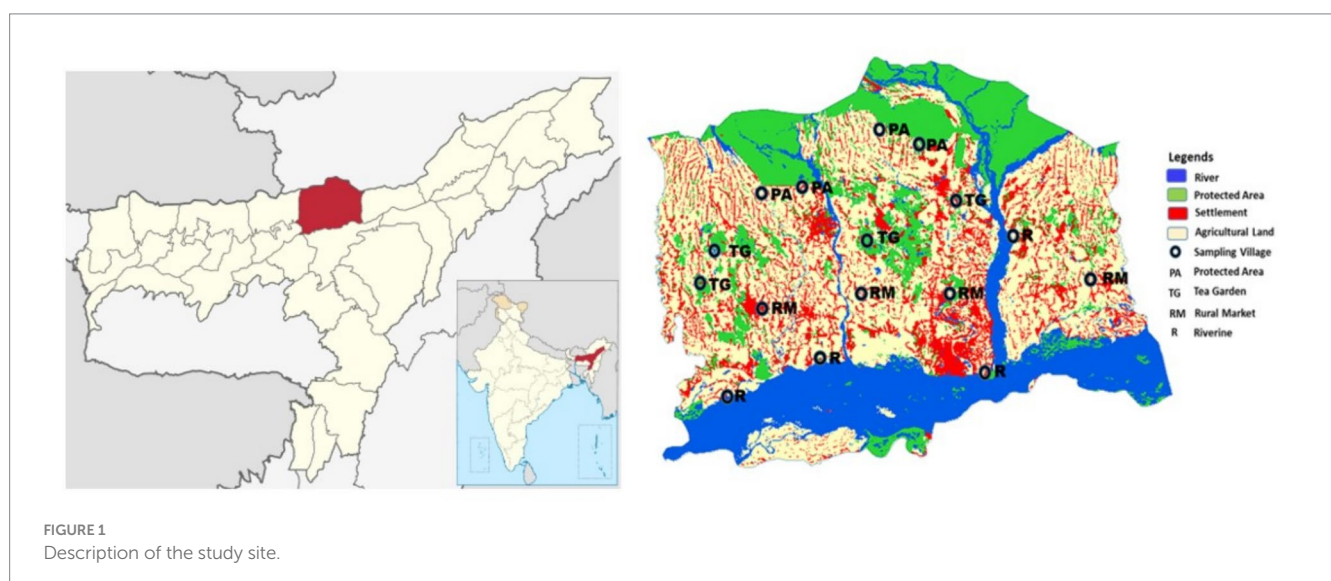 PA
PA
PA
PA
TG
TG
R
TG
TG
RM
RM
RM
RM
R
R
R
Legends
River
Protected Area
Settlement
Agricultural Land
Sampling Village
PA Protected Area
TG Tea Garden
RM Rural Market
R Riverine
FIGURE 1
Description of the study site.